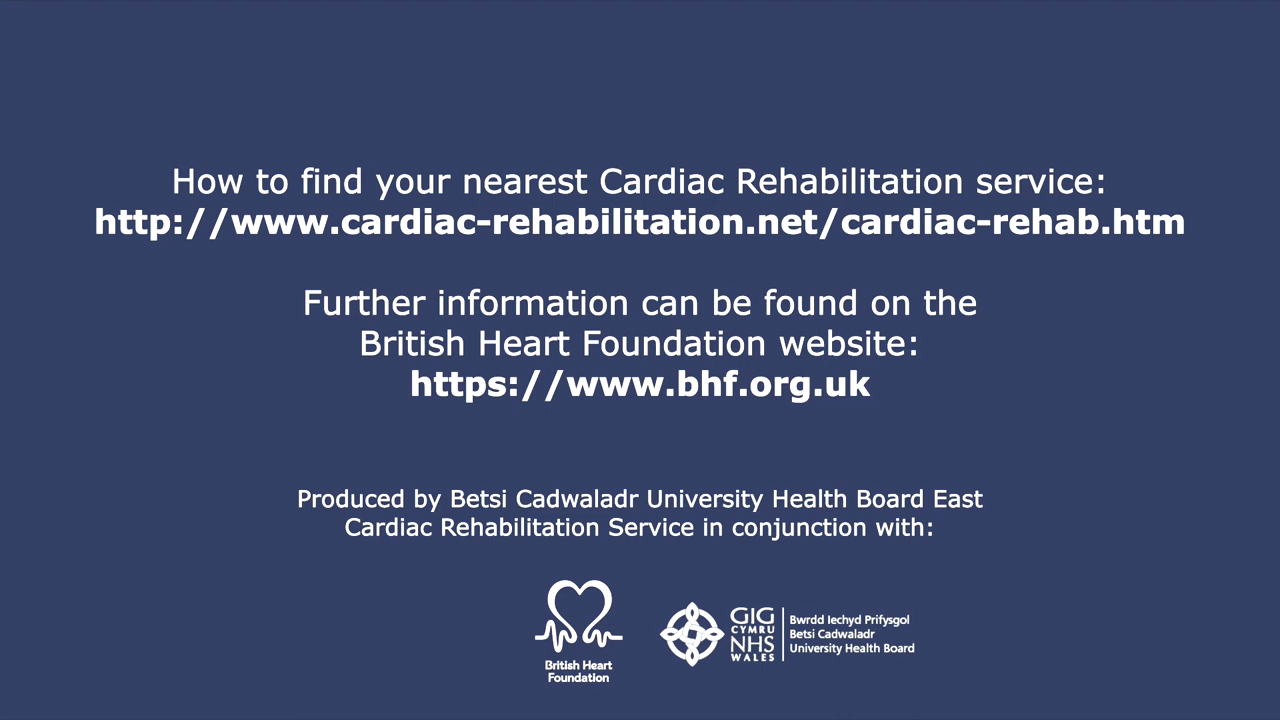 How to find your nearest Cardiac Rehabilitation service:
http://www.cardiac-rehabilitation.net/cardiac-rehab.htm
Further information can be found on the
British Heart Foundation website:
https://www.bhf.org.uk
Produced by Betsi Cadwaladr University Health Board East
Cardiac Rehabilitation Service in conjunction with:
British Heart
Foundation
GIG
CYMRU
NHS
WALES
Bwrdd Iechyd Prifysgol
Betsi Cadwaladr
University Health Board